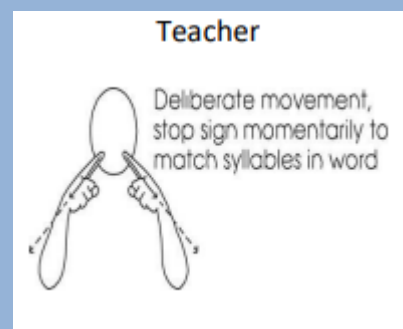 Teacher
Deliberate movement,
stop sign momentarily to
match syllables in word